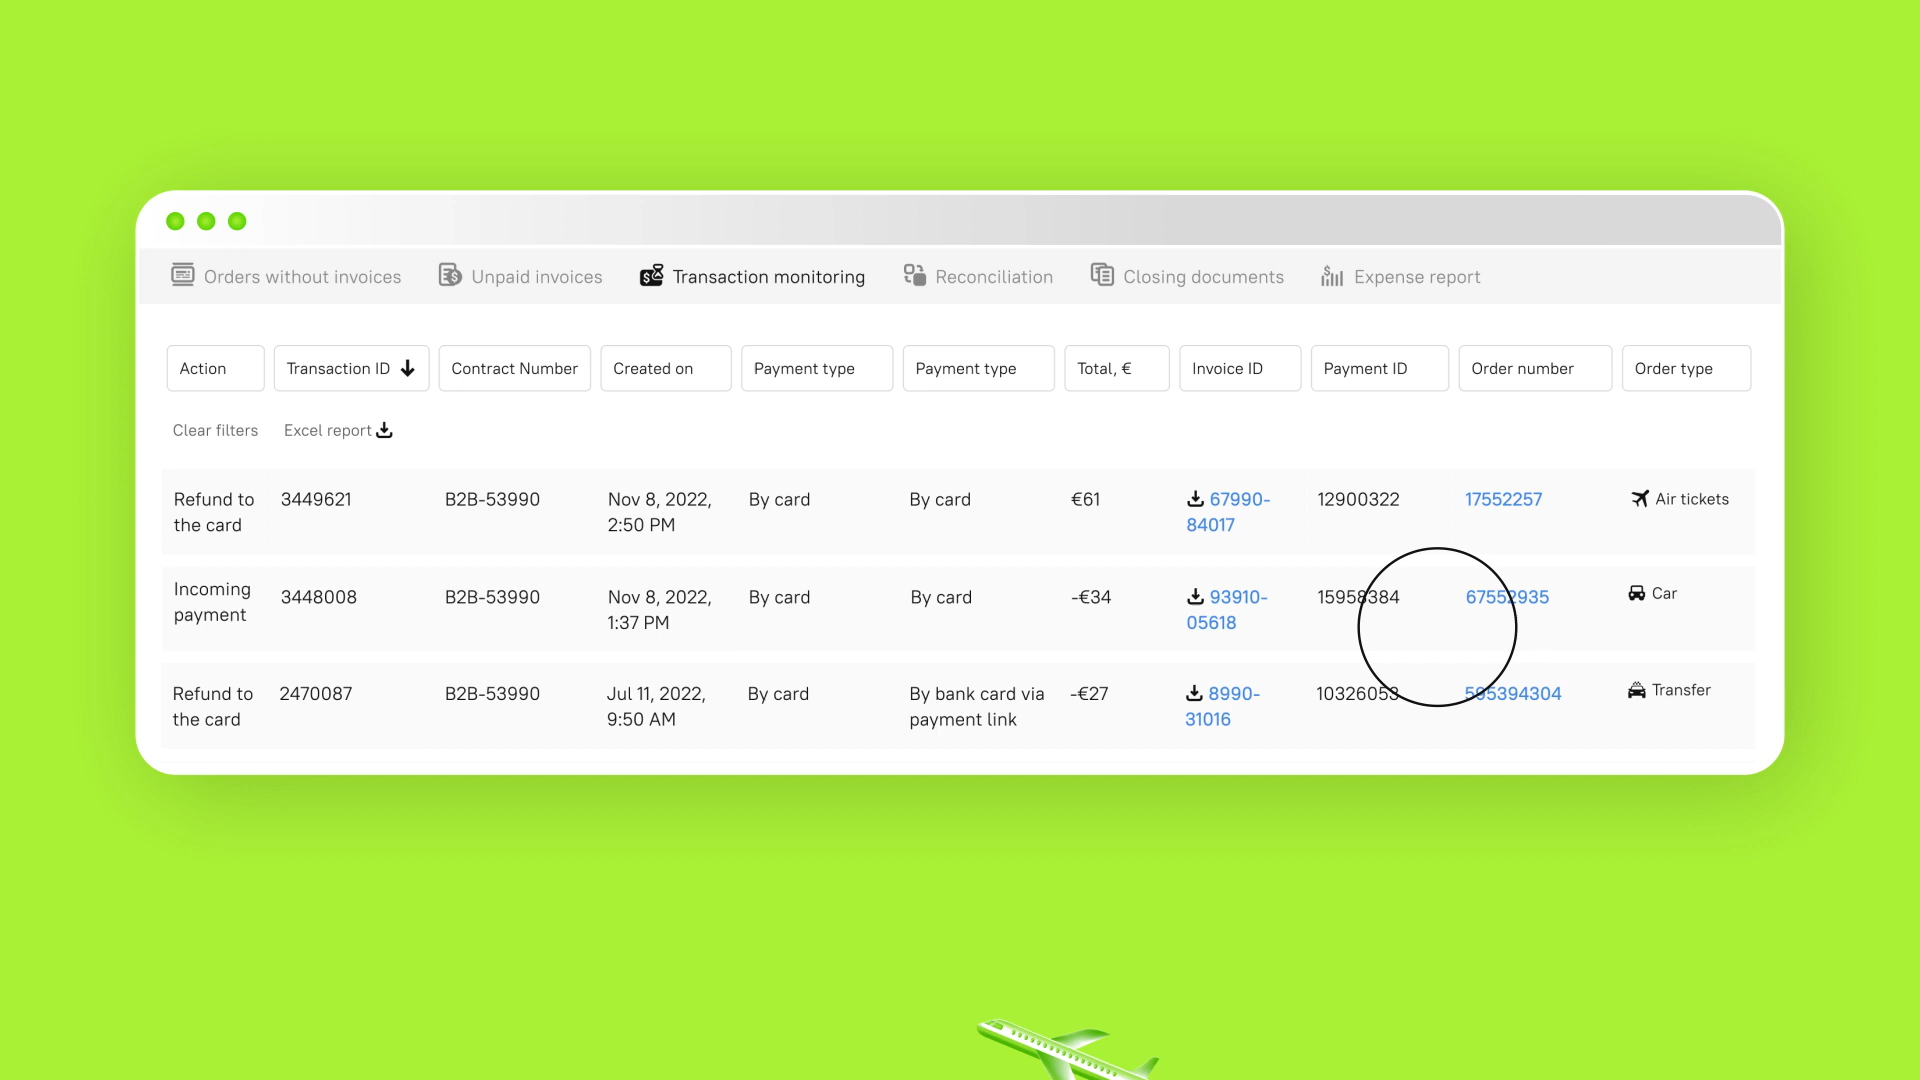 Orders without invoices Unpaid invoices Transaction monitoring Reconciliation Closing documents Expense report
Action Transaction ID Contract Number Created on Payment type Payment type Total, € Invoice ID Payment ID Order number Order type
Clear filters Excel report
Refund to 3449621 B2B-53990 Nov 8, 2022, By card By card €61 67990- 12900322 17552257 Air tickets
the card 2:50 PM 84017
Incoming 3448008 B2B-53990 Nov 8, 2022, By card By card -€34 93910- 15958384 67552935 Car
payment 1:37 PM 05618
Refund to 2470087 B2B-53990 Jul 11, 2022, By card By bank card via -€27 8990- 10326053 595394304 Transfer
the card 9:50 AM payment link 31016